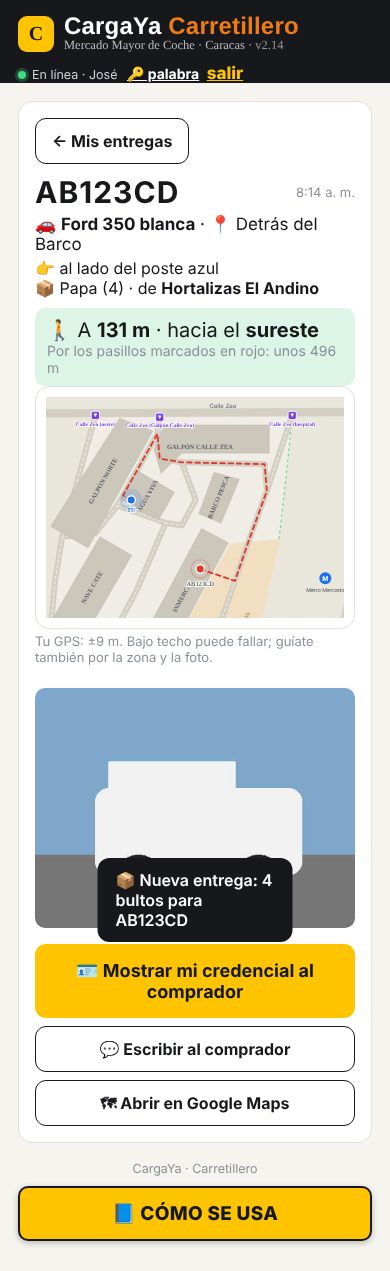 C
CargaYa Carretillero
Mercado Mayor de Coche · Caracas · v2.14
En línea · José 🔑 palabra salir
← Mis entregas
AB123CD
8:14 a. m.
🚗 Ford 350 blanca · 📍 Detrás del
Barco
👉 al lado del poste azul
📦 Papa (4) · de Hortalizas El Andino
🚶 A 131 m · hacia el sureste
Por los pasillos marcados en rojo: unos 496
m
Calle Zea
Calle Zea (oeste)
Calle Zea (Galpón Calle Zea)
Calle Zea (hospital)
GALPÓN CALLE ZEA
GALPÓN NORTE
AGUA VIVA
BARCO PESCA
NAVE CATE
AB123CD
M
Metro Mercado
Tu GPS: ±9 m. Bajo techo puede fallar; guíate
también por la zona y la foto.
📦 Nueva entrega: 4
bultos para
AB123CD
🪪 Mostrar mi credencial al
comprador
💬 Escribir al comprador
🗺 Abrir en Google Maps
CargaYa · Carretillero
📘 CÓMO SE USA